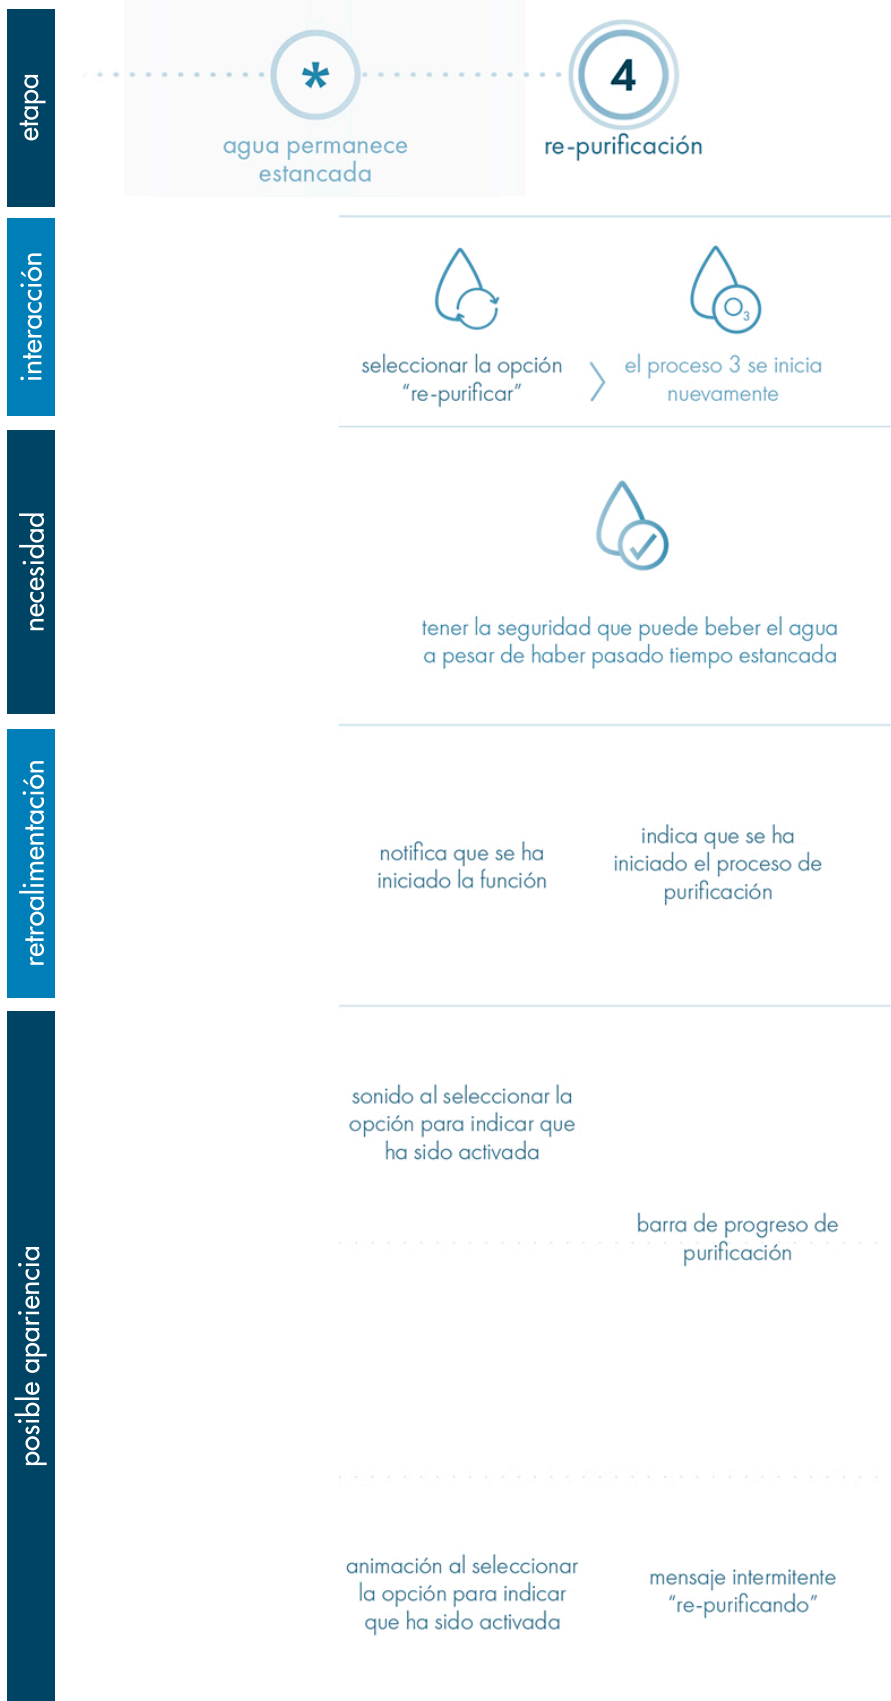 etapa
*
4
agua permanece
estancada
re-purificación
interacción
O3
seleccionar la opción
“re-purificar”
el proceso 3 se inicia
nuevamente
necesidad
tener la seguridad que puede beber el agua
a pesar de haber pasado tiempo estancada
retroalimentación
notifica que se ha
iniciado la función
indica que se ha
iniciado el proceso de
purificación
posible apariencia
sonido al seleccionar la
opción para indicar que
ha sido activada
barra de progreso de
purificación
animación al seleccionar
la opción para indicar
que ha sido activada
mensaje intermitente
“re-purificando”